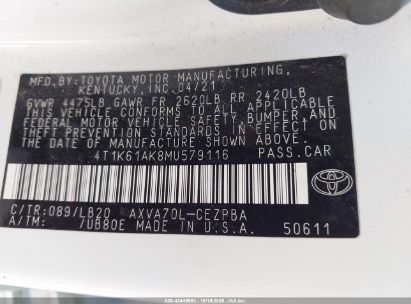 MFD.BY:TOYOTA MOTOR MANUFACTURING,
KENTUCKY,INC.04/21
GVWR 4475LB GAWR FR 2620LB RR 2420LB
THIS VEHICLE CONFORMS TO ALL APPLICABLE
FEDERAL MOTOR VEHICLE SAFETY,BUMPER,AND
THEFT PREVENTION STANDARDS IN EFFECT ON
THE DATE OF MANUFACTURE SHOWN ABOVE.
4T1K61AK8MU579116 PASS.CAR
C/TR:089/LB20 AXVA70L-CEZPBA
A/TM: /UB80E MADE IN U.S.A. 50611